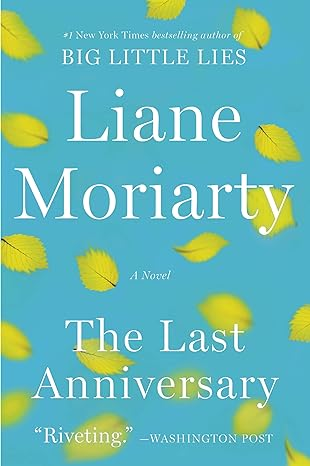 #1 New York Times bestselling author of
BIG LITTLE LIES
Liane
Moriarty
A Novel
The Last
Anniversary
“Riveting.” —WASHINGTON POST